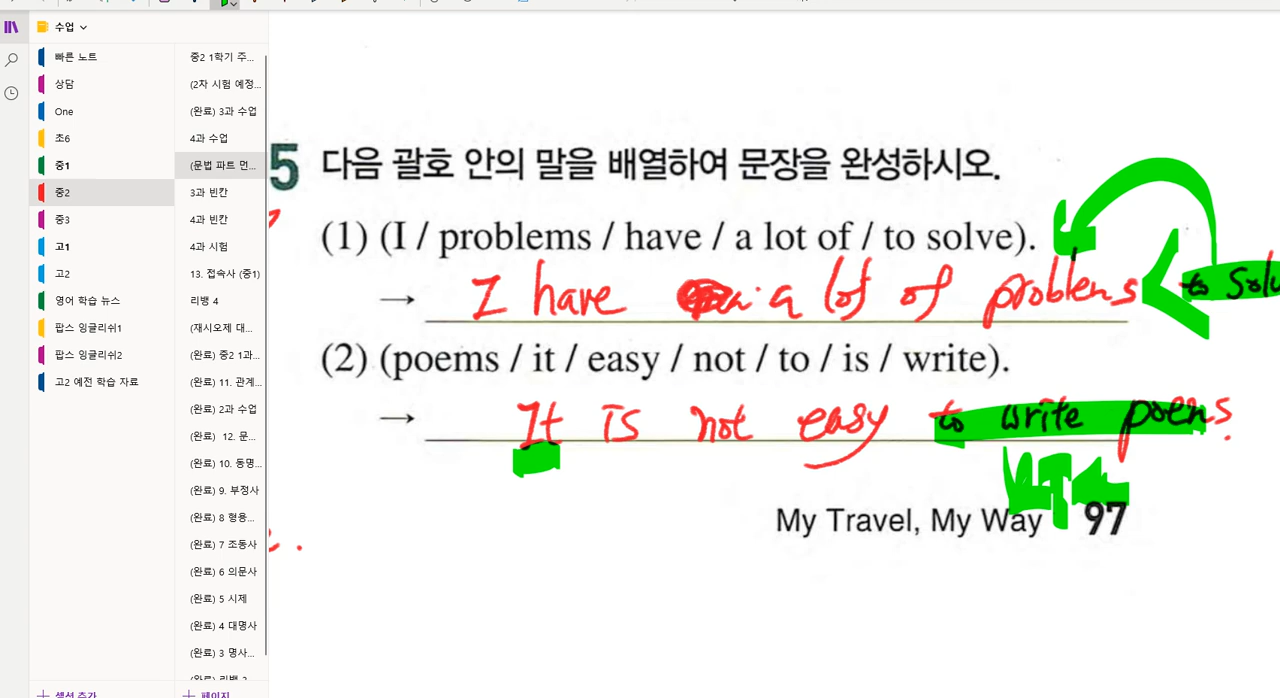 수업
빠른 노트
상담
One
초6
중1
중2
중3
고1
고2
영어 학습 뉴스
팝스 잉글리쉬1
팝스 잉글리쉬2
고2 예전 학습 자료
중2 1학기 주...
(2차 시험 예정...
(완료) 3과 수업
4과 수업
(문법 파트 먼...
3과 빈칸
4과 빈칸
4과 시험
13. 접속사 (중1)
리뱅 4
(재시오제 대...
(완료) 중2 1과...
(완료) 11. 관계...
(완료) 2과 수업
(완료) 12. 문...
(완료) 10. 동명...
(완료) 9. 부정사
(완료) 8 형용...
(완료) 7 조동사
(완료) 6 의문사
(완료) 5 시제
(완료) 4 대명사
(완료) 3 명사...
섹션 추가
페이지
5 다음 괄호 안의 말을 배열하여 문장을 완성하시오.
(1) (I / problems / have / a lot of / to solve).
→ I have a lot of problems to
(2) (poems / it / easy / not / to / is / write).
→ It is not easy to write poems.
My Travel, My Way 97